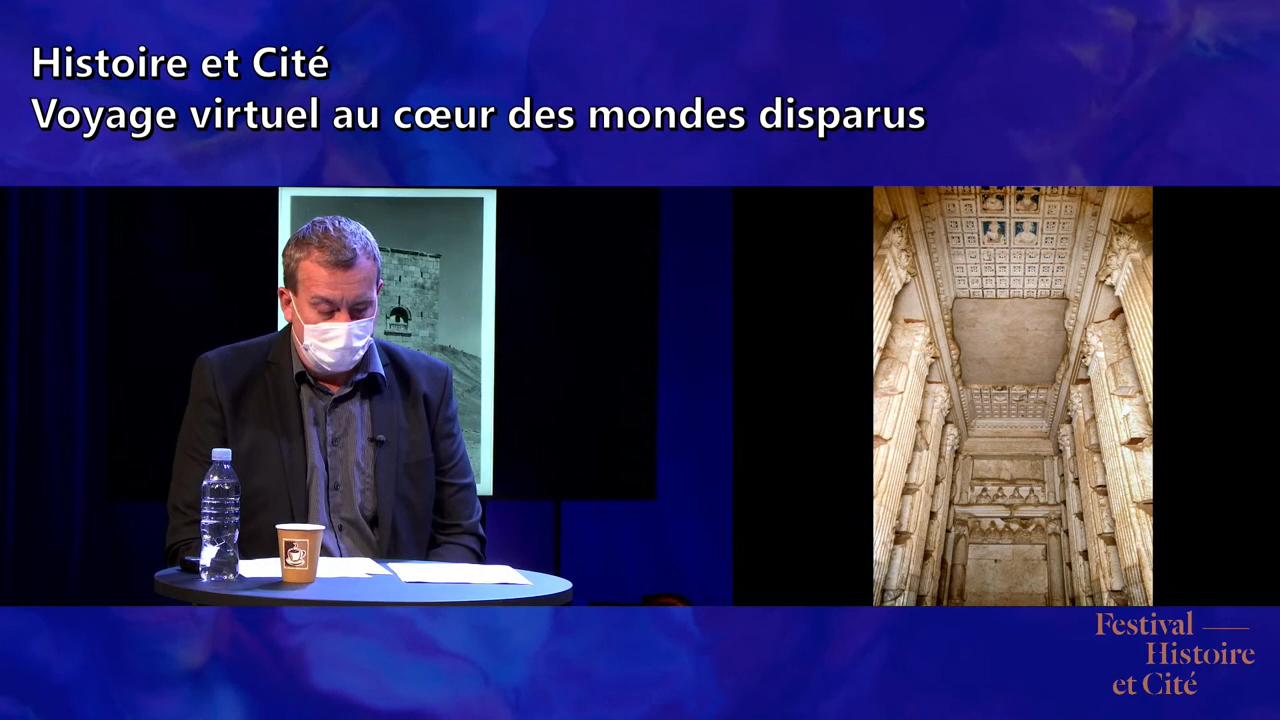 Histoire et Cité
Voyage virtuel au cœur des mondes disparus
Festival
Histoire
et Cité